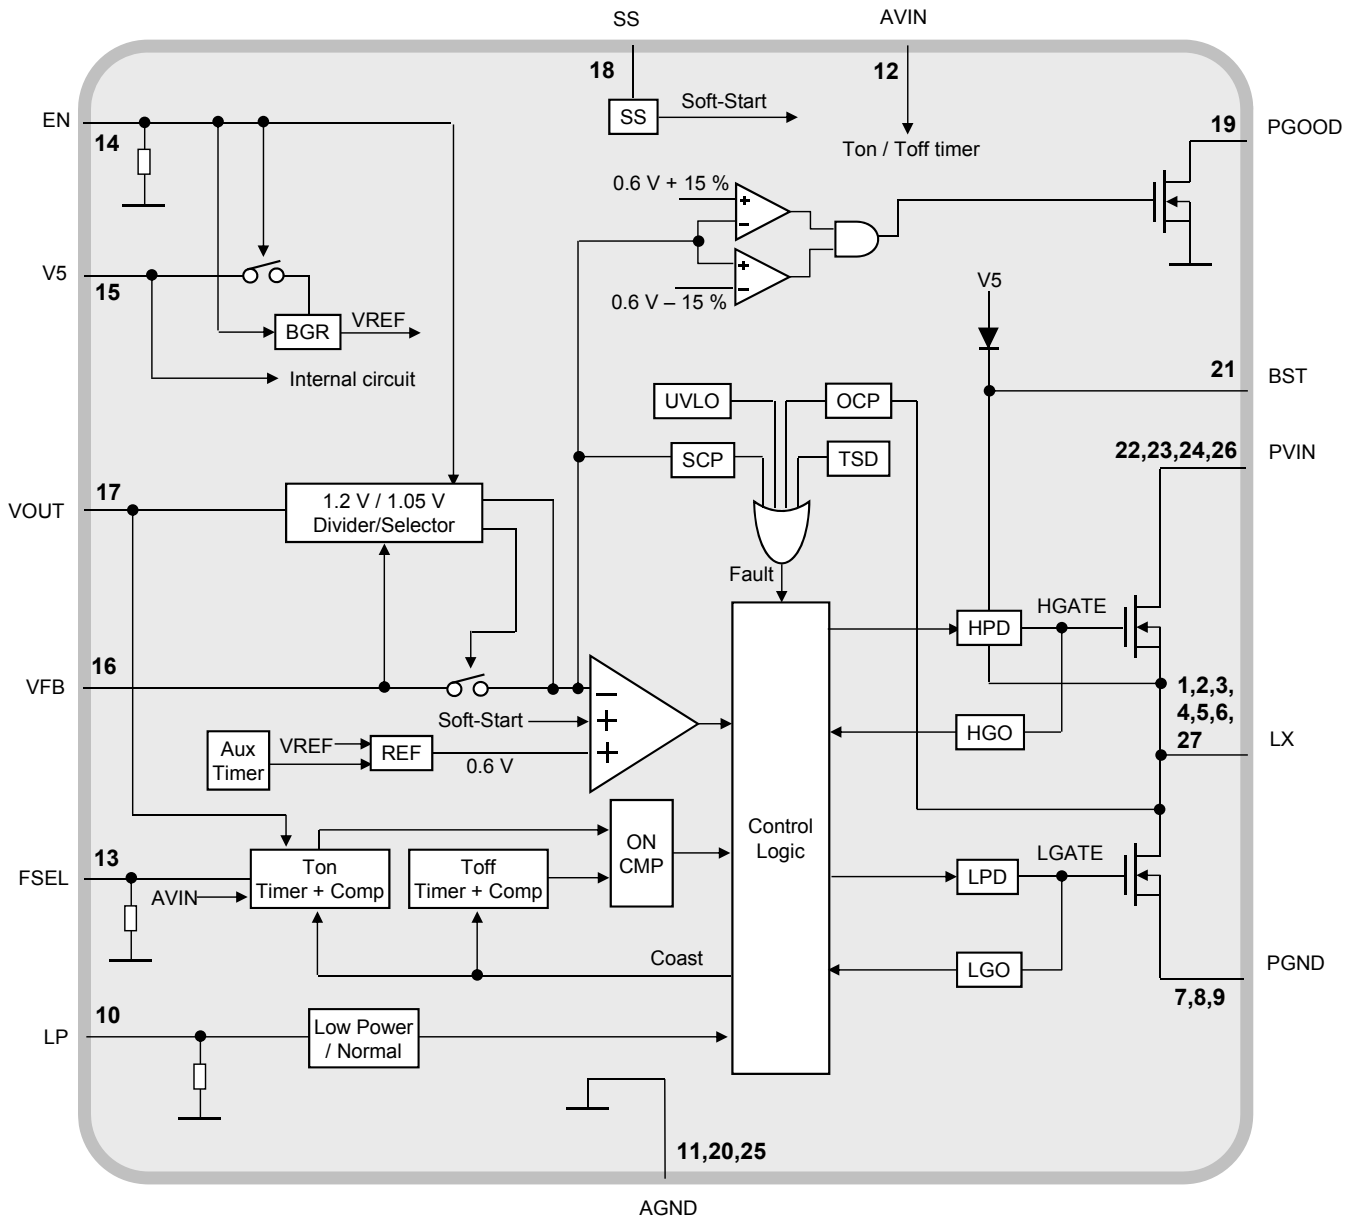 SS
AVIN
18
12
SS
Soft-Start
EN
14
19
PGOOD
Ton / Toff timer
0.6 V + 15 %
+
−
+
−
0.6 V – 15 %
V5
15
V5
BGR
VREF
Internal circuit
21
BST
UVLO
OCP
SCP
TSD
22,23,24,26
PVIN
17
VOUT
1.2 V / 1.05 V
Divider/Selector
Fault
HPD
HGATE
16
VFB
−
+
+
Soft-Start
1,2,3,
4,5,6,
27
LX
HGO
Aux
Timer
VREF
REF
0.6 V
Control
Logic
ON
CMP
13
FSEL
AVIN
Ton
Timer + Comp
Toff
Timer + Comp
LPD
LGATE
Coast
LGO
PGND
7,8,9
10
LP
Low Power
/ Normal
11,20,25
AGND